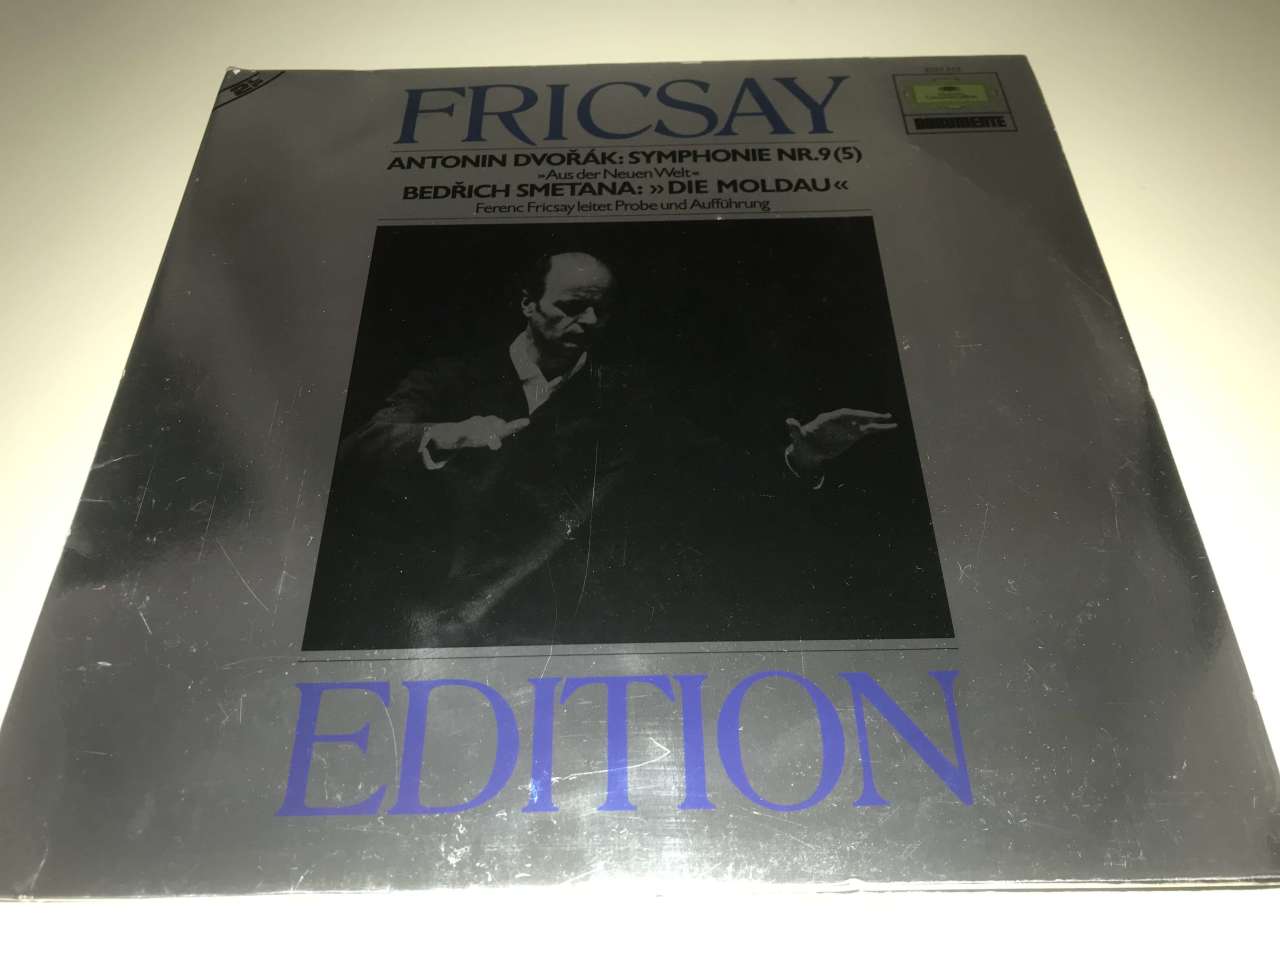 FRICSAY
ANTONIN DVOŘÁK: SYMPHONIE NR.9 (5)
»Aus der Neuen Welt«
BEDŘICH SMETANA: »DIE MOLDAU«
Ferenc Fricsay leitet Probe und Aufführung
DOKUMENTE
EDITION